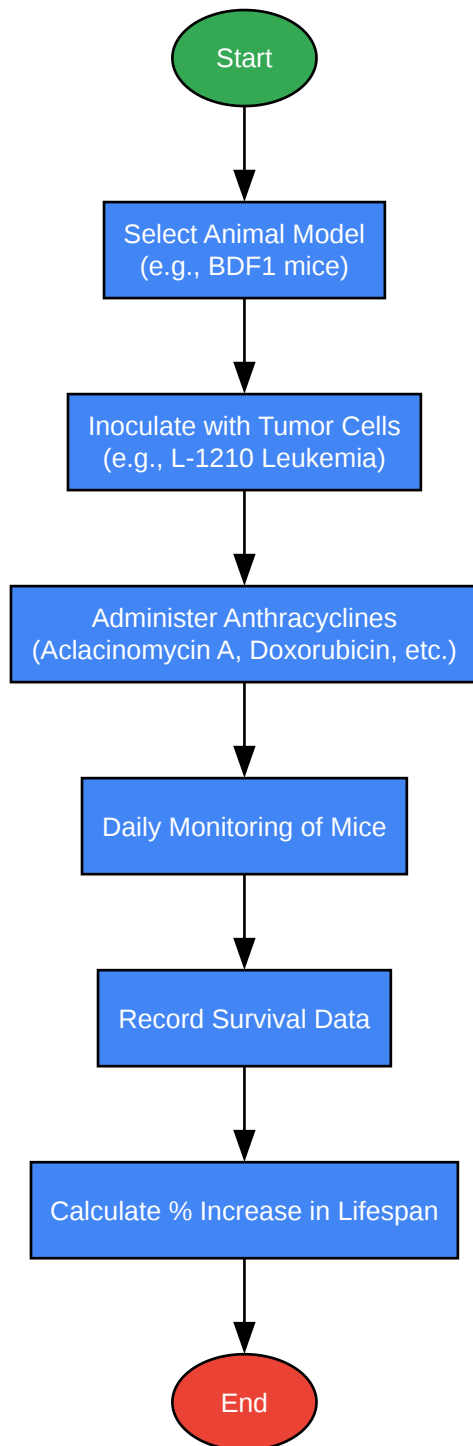 Start
Select Animal Model
(e.g., BDF1 mice)
Inoculate with Tumor Cells
(e.g., L-1210 Leukemia)
Administer Anthracyclines
(Aclacinomycin A, Doxorubicin, etc.)
Daily Monitoring of Mice
Record Survival Data
Calculate % Increase in Lifespan
End